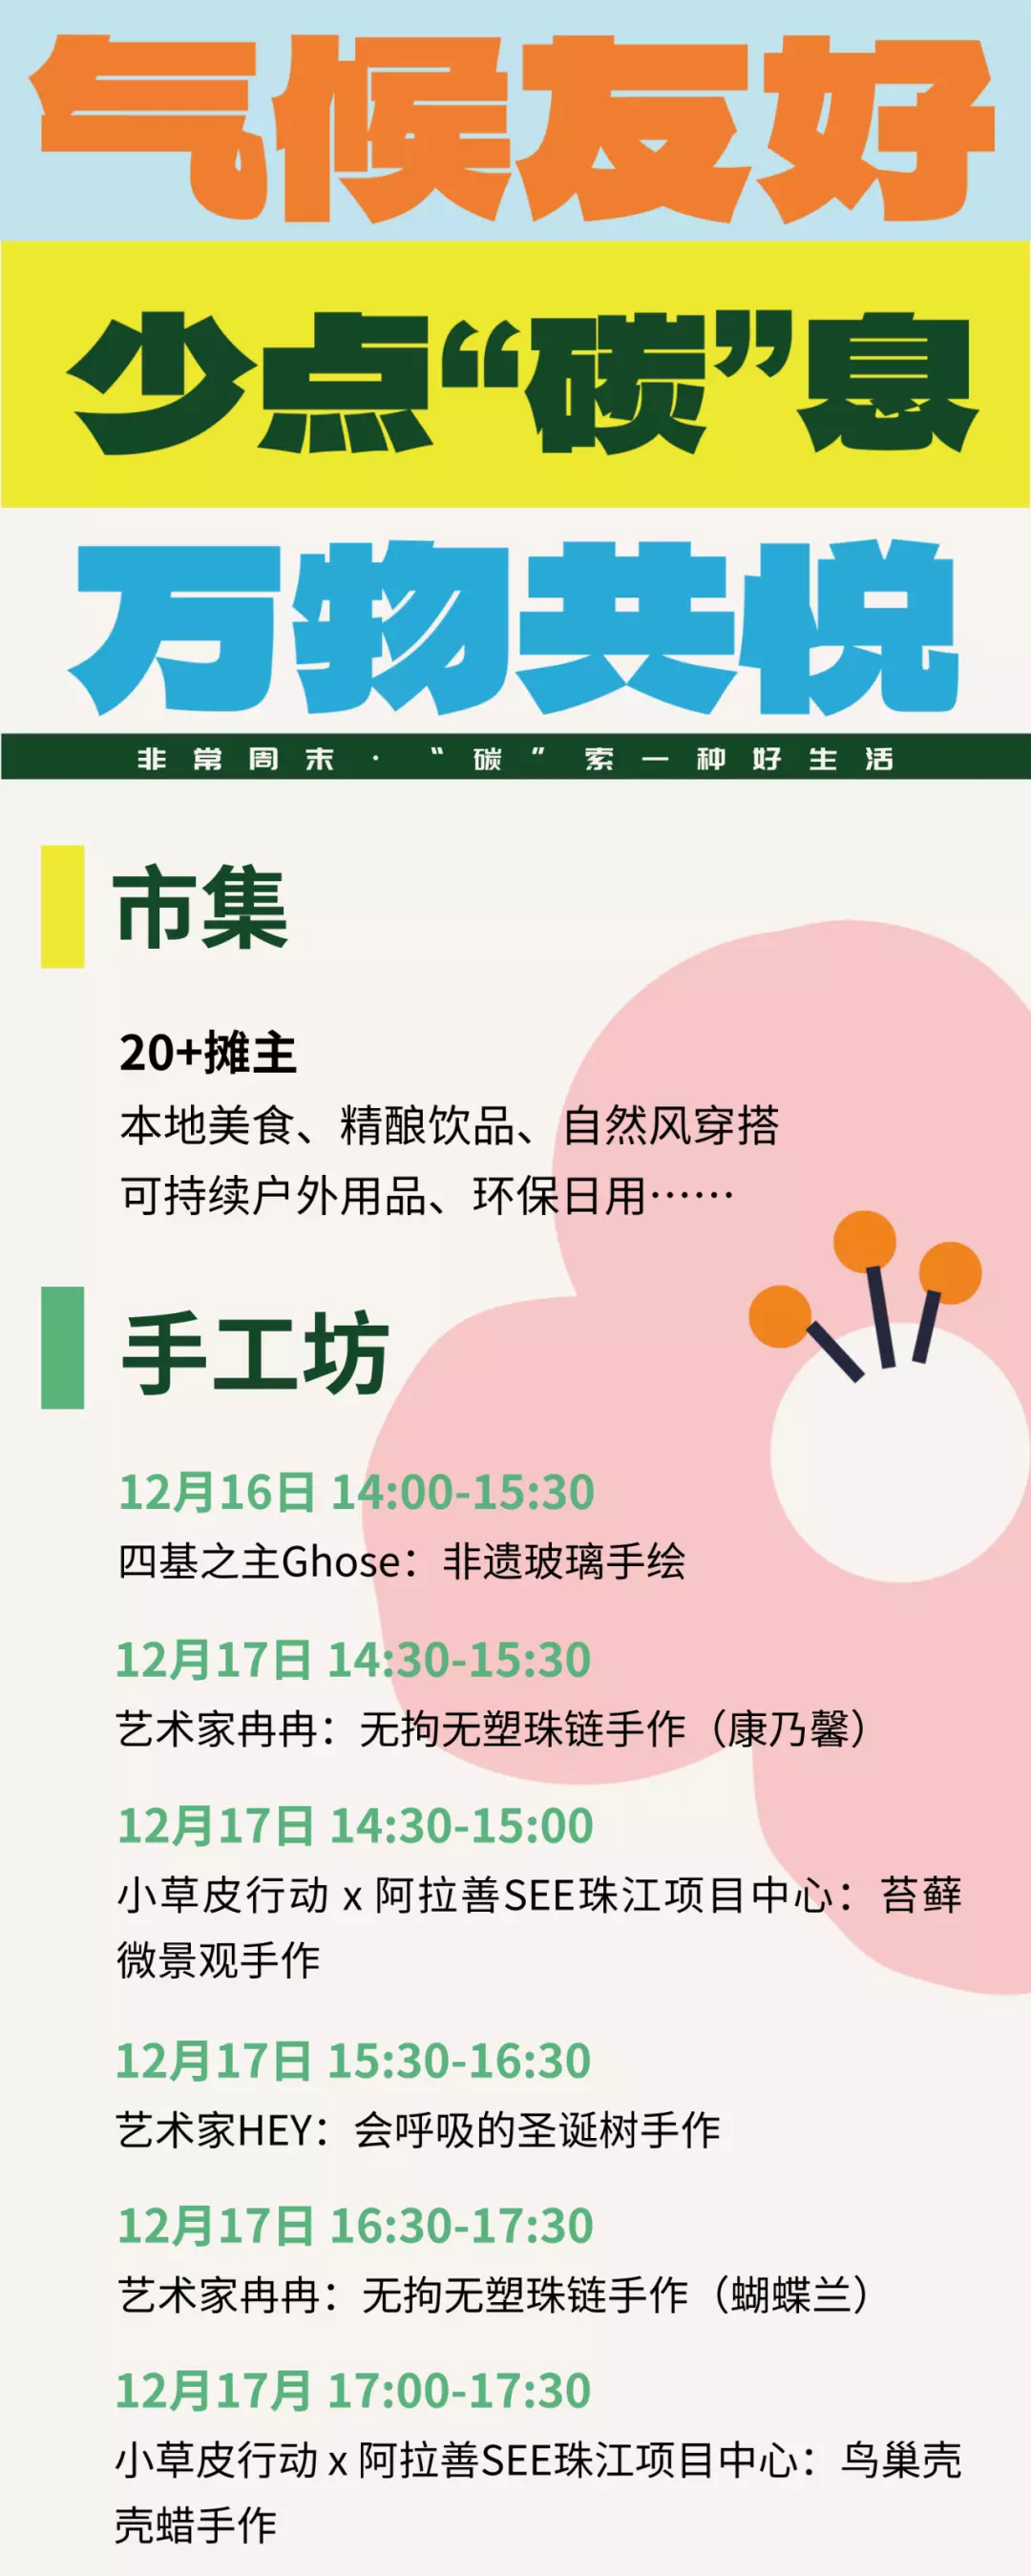 气候友好
少点“碳”息
万物共悦
非常周末·“碳”索一种好生活
市集
20+摊主
本地美食、精酿饮品、自然风穿搭
可持续户外用品、环保日用……
手工坊
12月16日 14:00-15:30
四基之主Ghose：非遗玻璃手绘
12月17日 14:30-15:30
艺术家冉冉：无拘无塑珠链手作（康乃馨）
12月17日 14:30-15:00
小草皮行动 x 阿拉善SEE珠江项目中心：苔藓
微景观手作
12月17日 15:30-16:30
艺术家HEY：会呼吸的圣诞树手作
12月17日 16:30-17:30
艺术家冉冉：无拘无塑珠链手作（蝴蝶兰）
12月17月 17:00-17:30
小草皮行动 x 阿拉善SEE珠江项目中心：鸟巢壳
壳蜡手作